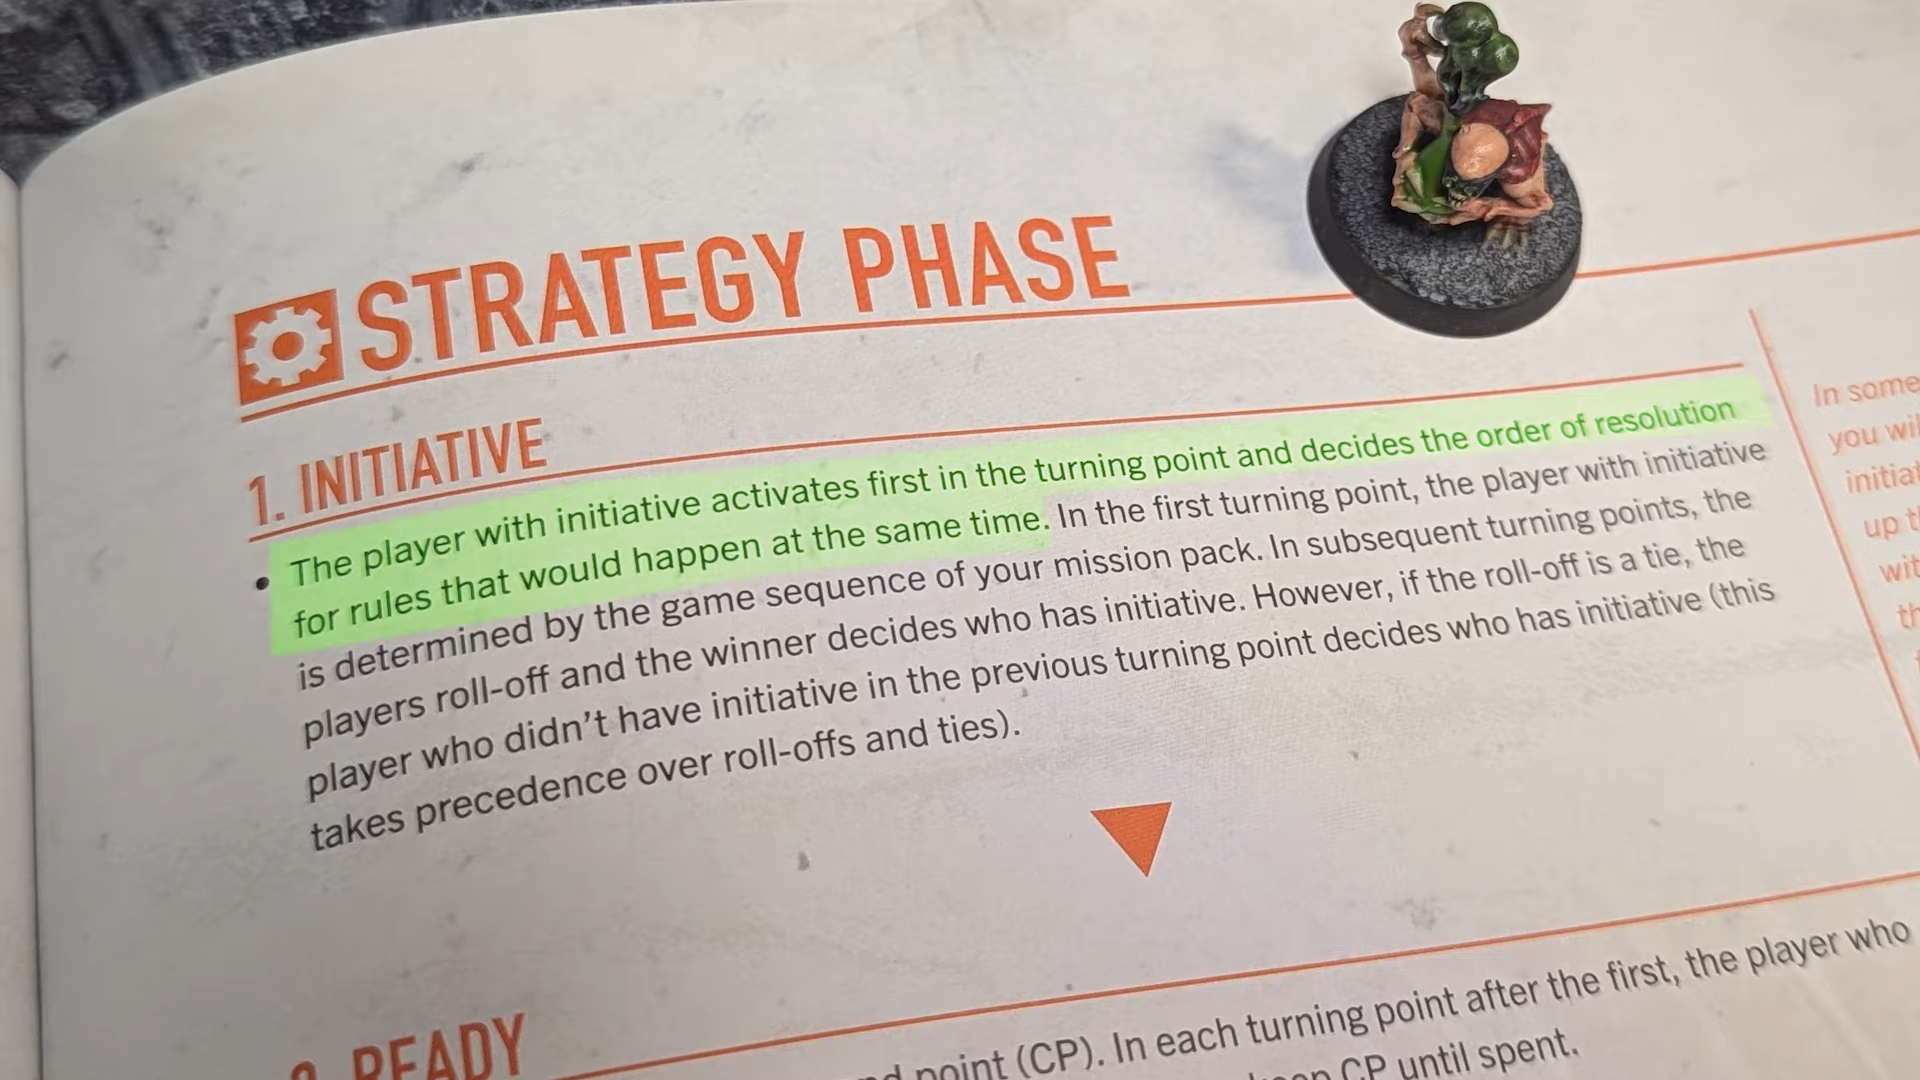 STRATEGY PHASE
1. INITIATIVE
• The player with initiative activates first in the turning point and decides the order of resolution
for rules that would happen at the same time. In the first turning point, the player with initiative
is determined by the game sequence of your mission pack. In subsequent turning points, the
players roll-off and the winner decides who has initiative. However, if the roll-off is a tie, the
player who didn't have initiative in the previous turning point decides who has initiative (this
takes precedence over roll-offs and ties).
In some
you
up
READY
point (CP). In each turning point after the first, the player who
CP until spent.